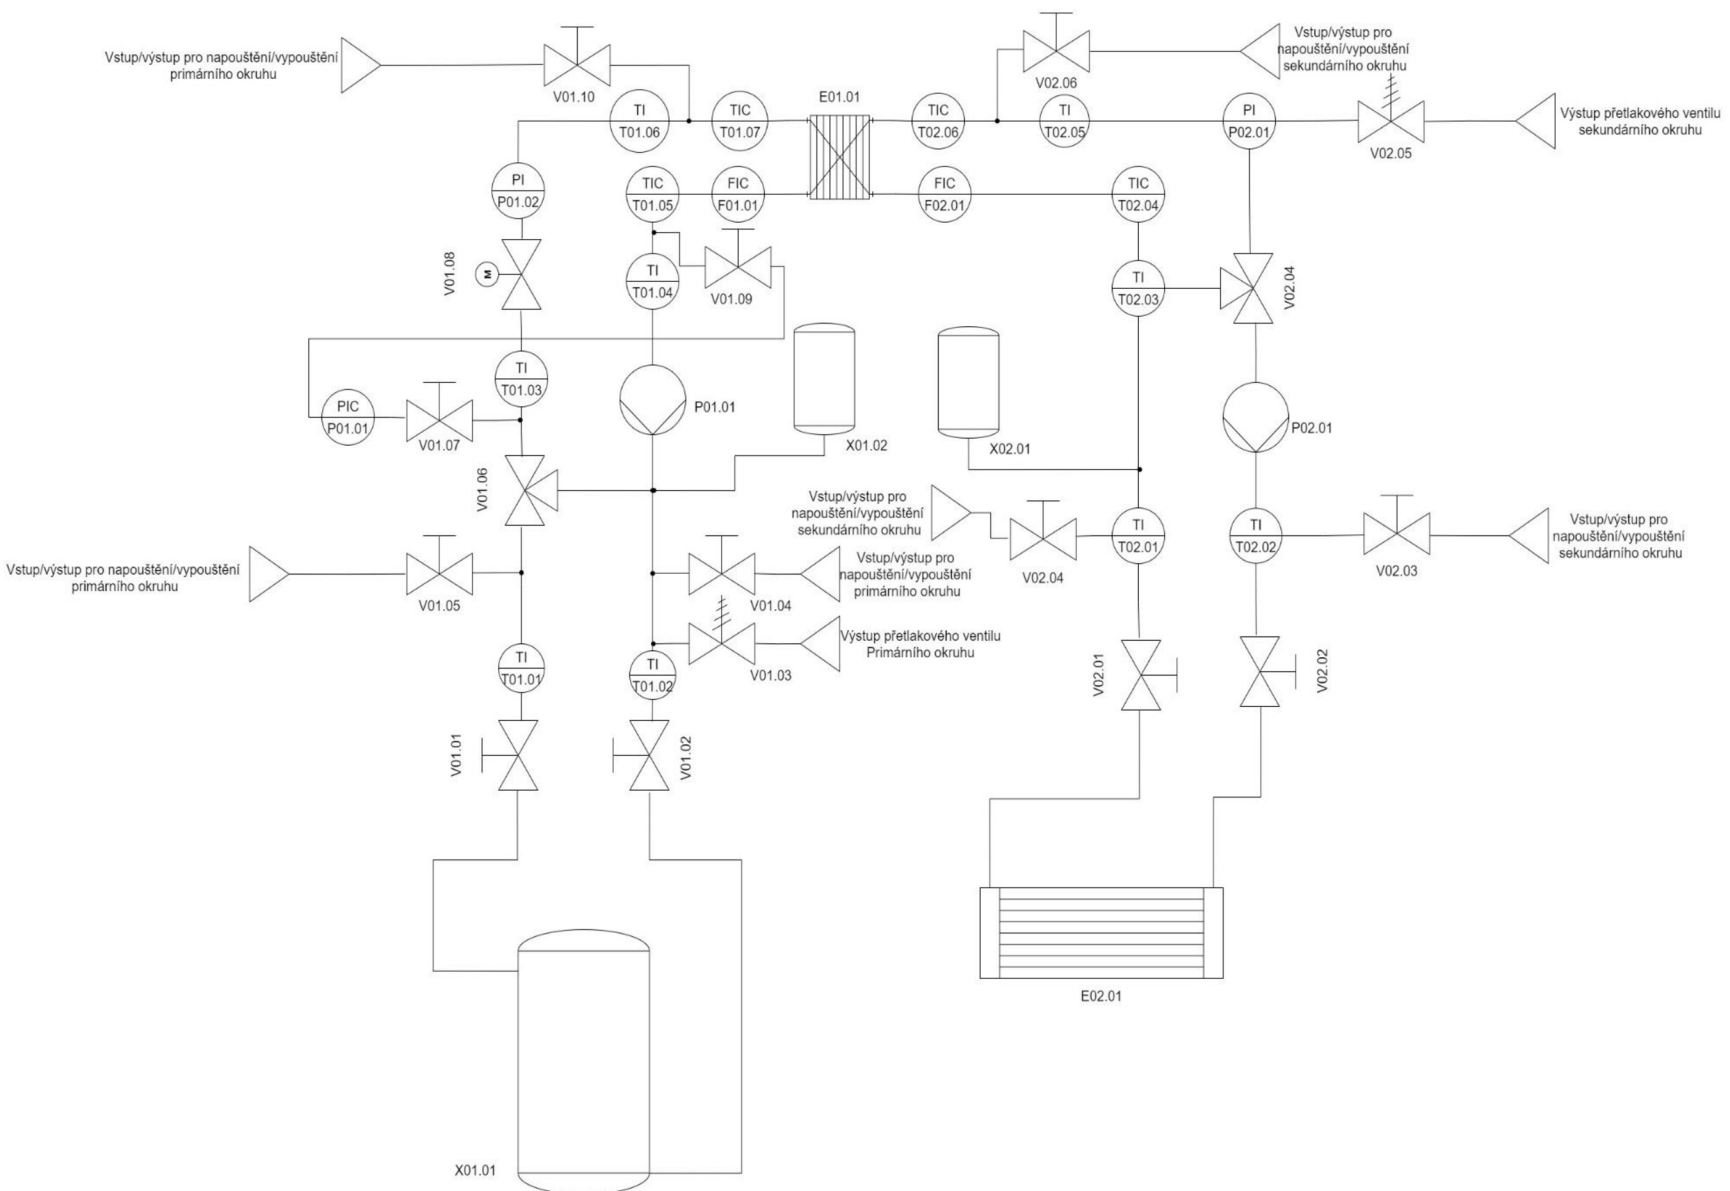 Vstup/výstup pro napouštění/vypouštění
primárního okruhu
V01.10
Vstup/výstup pro
napouštění/vypouštění
sekundárního okruhu
V02.06
E01.01
TI
T01.06
TIC
T01.07
TIC
T02.06
TI
T02.05
PI
P02.01
V02.05
Výstup přetlakového ventilu
sekundárního okruhu
PI
P01.02
TIC
T01.05
FIC
F01.01
FIC
F02.01
TIC
T02.04
V01.08
M
TI
T01.04
V01.09
TI
T02.03
V02.04
TI
T01.03
PIC
P01.01
V01.07
P01.01
X01.02
X02.01
P02.01
V01.06
Vstup/výstup pro
napouštění/vypouštění
sekundárního okruhu
V02.04
TI
T02.01
TI
T02.02
V02.03
Vstup/výstup pro
napouštění/vypouštění
sekundárního okruhu
Vstup/výstup pro napouštění/vypouštění
primárního okruhu
V01.05
V01.04
Vstup/výstup pro
napouštění/vypouštění
primárního okruhu
TI
T01.01
TI
T01.02
V01.03
Výstup přetlakového ventilu
Primárního okruhu
V02.01
V02.02
V01.01
V01.02
E02.01
X01.01